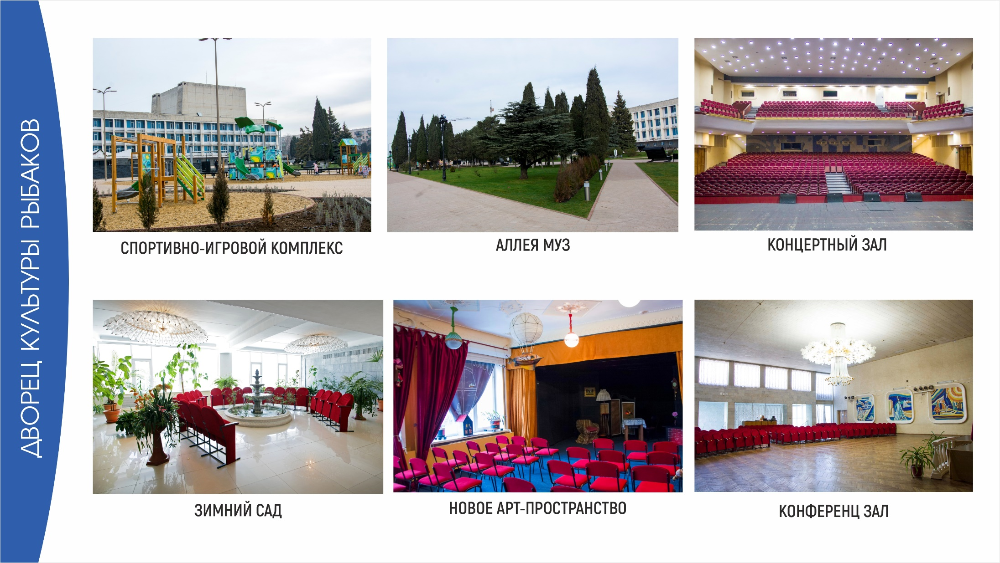 ДВОРЕЦ КУЛЬТУРЫ РЫБАКОВ
СПОРТИВНО-ИГРОВОЙ КОМПЛЕКС
АЛЛЕЯ МУЗ
КОНЦЕРТНЫЙ ЗАЛ
ЗИМНИЙ САД
НОВОЕ АРТ-ПРОСТРАНСТВО
КОНФЕРЕНЦ ЗАЛ